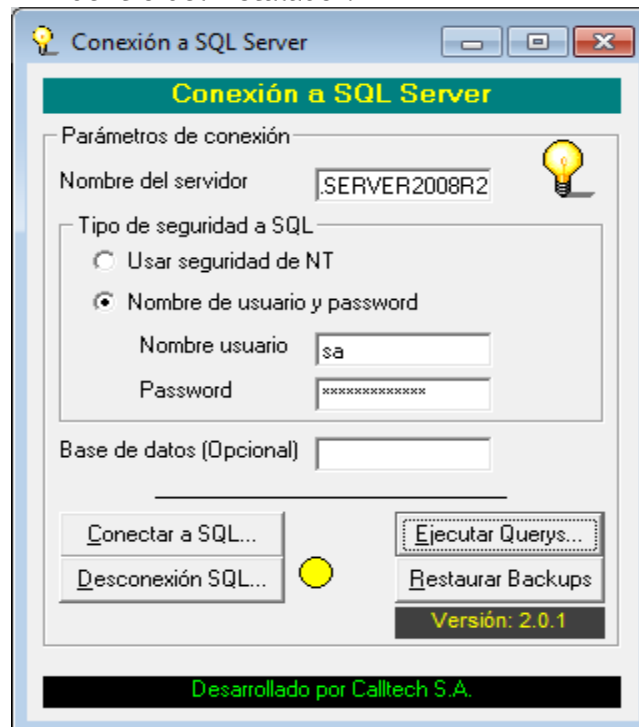 Conexión a SQL Server
Conexión a SQL Server
Parámetros de conexión
Nombre del servidor .SERVER2008R2
Tipo de seguridad a SQL
Usar seguridad de NT
Nombre de usuario y password
Nombre usuario sa
Password *************
Base de datos (Opcional)
Conectar a SQL... Ejecutar Querys...
Desconexión SQL... Restaurar Backups
Versión: 2.0.1
Desarrollado por Calltech S.A.